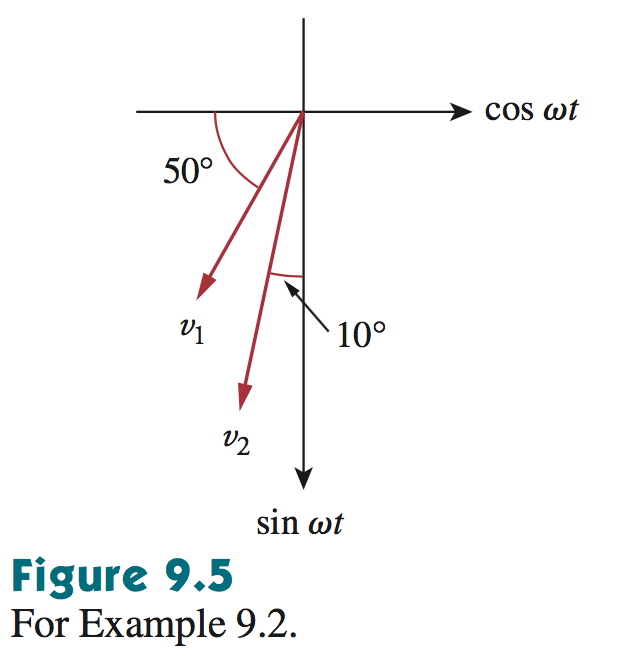 cos ωt
50°
v1
10°
v2
sin ωt
Figure 9.5
For Example 9.2.